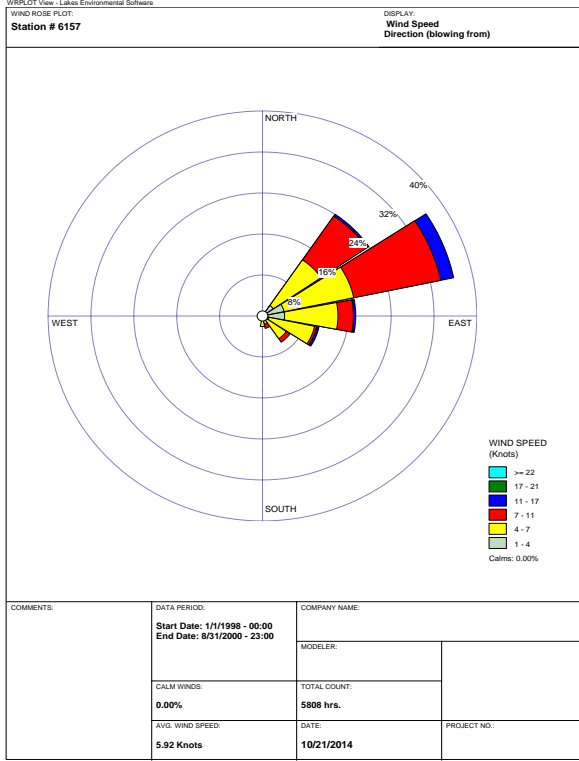 WRPLOT View - Lakes Environmental Software
WIND ROSE PLOT:
Station # 6157
DISPLAY:
Wind Speed
Direction (blowing from)
NORTH
40%
32%
24%
16%
8%
WEST
EAST
SOUTH
WIND SPEED
(Knots)
>= 22
17 - 21
11 - 17
7 - 11
4 - 7
1 - 4
Calms: 0.00%
COMMENTS:
DATA PERIOD:
Start Date: 1/1/1998 - 00:00
End Date: 8/31/2000 - 23:00
COMPANY NAME:
MODELER:
CALM WINDS:
0.00%
TOTAL COUNT:
5808 hrs.
AVG. WIND SPEED:
5.92 Knots
DATE:
10/21/2014
PROJECT NO.: